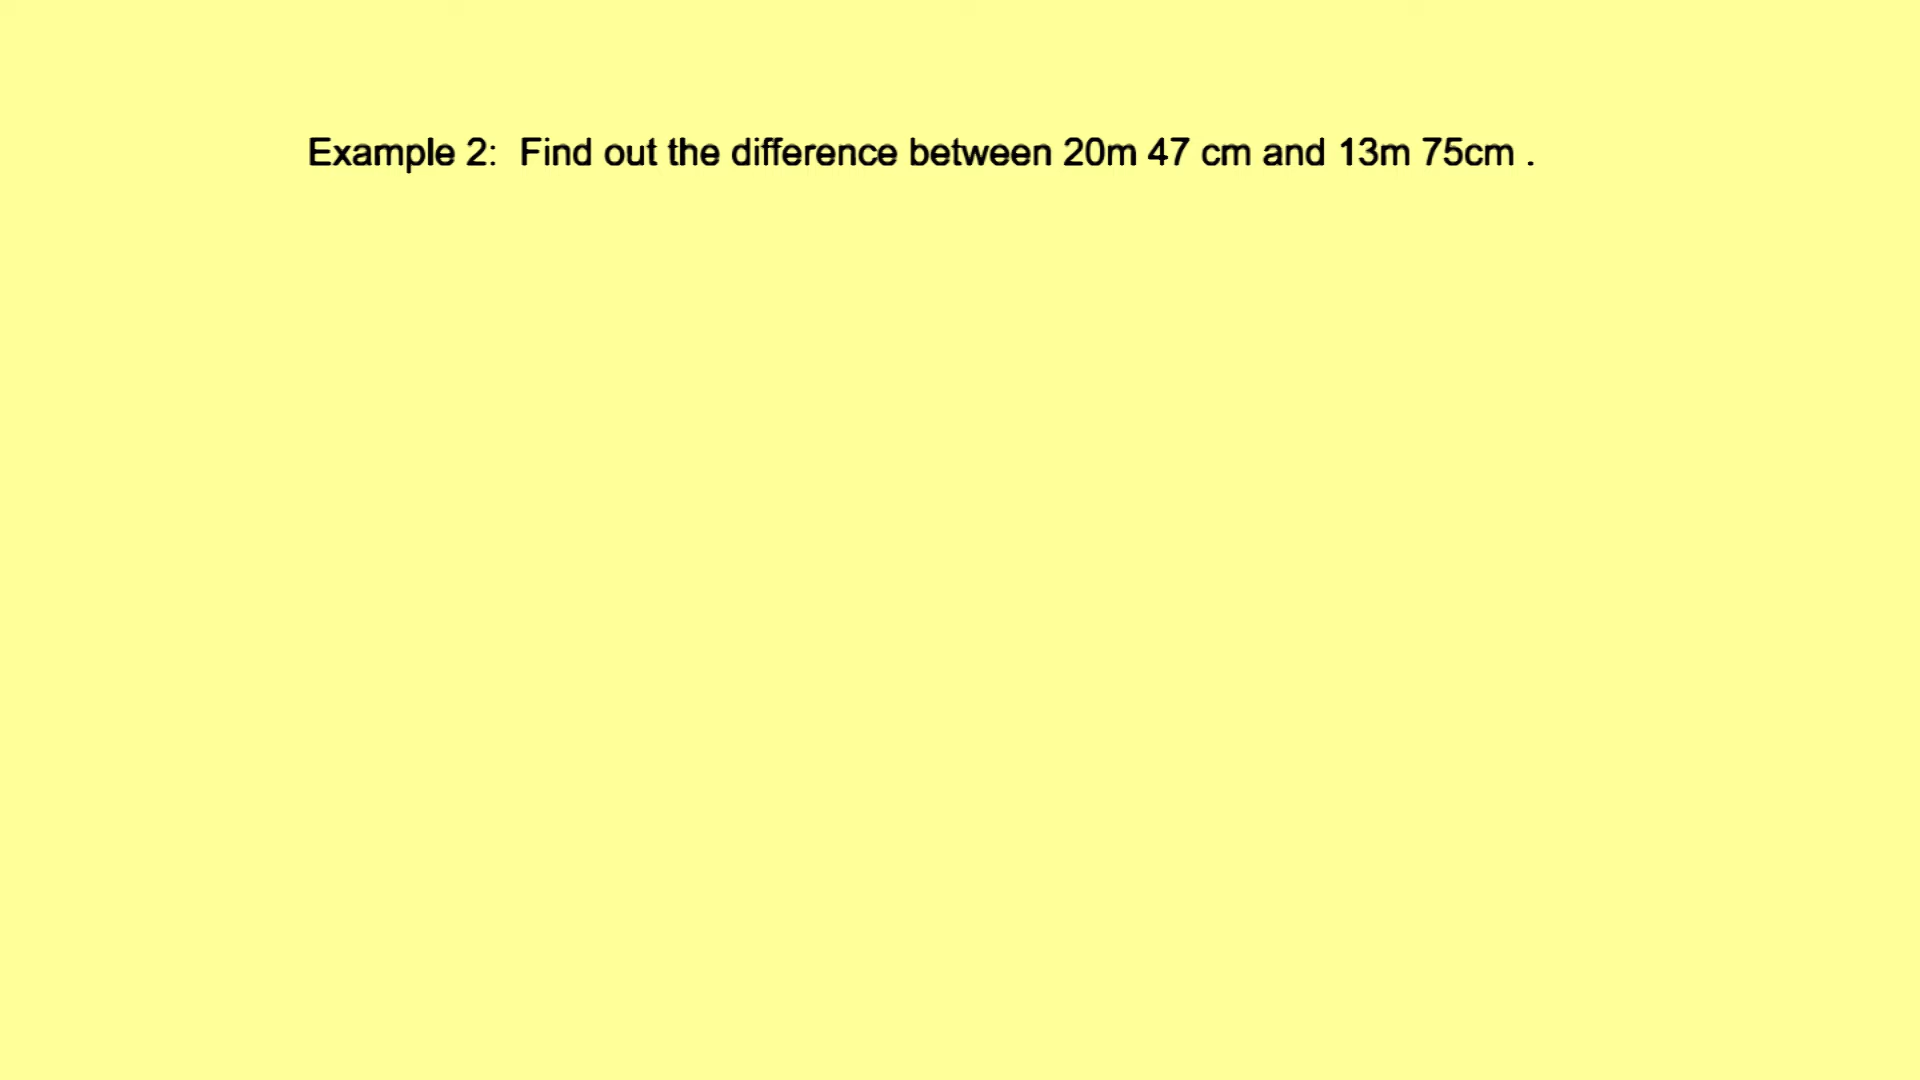 Example 2:  Find out the difference between 20m 47 cm and 13m 75cm .